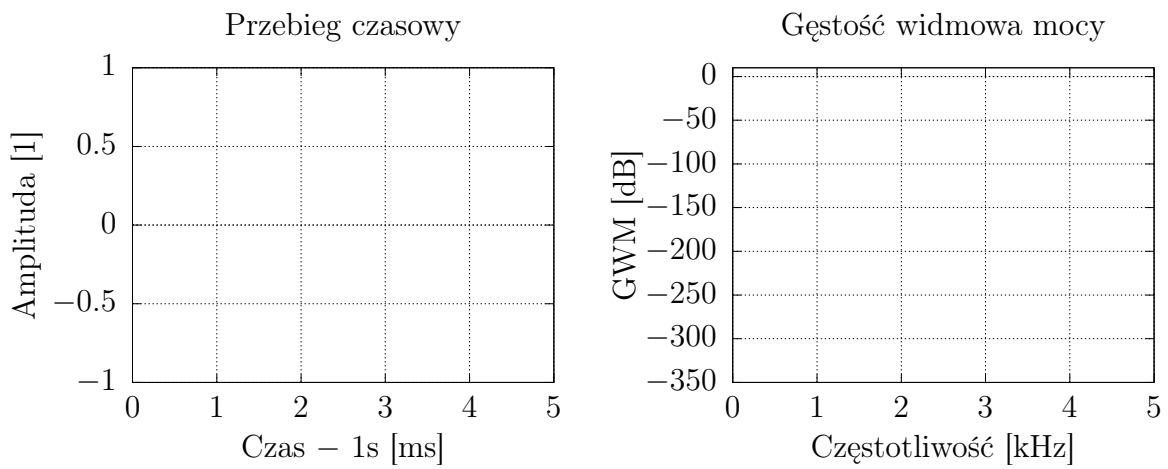 Przebieg czasowy
1
0.5
0
−0.5
−1
Amplituda [1]
0 1 2 3 4 5
Czas − 1s [ms]
Gęstość widmowa mocy
0
−50
−100
−150
−200
−250
−300
−350
GWM [dB]
0 1 2 3 4 5
Częstotliwość [kHz]